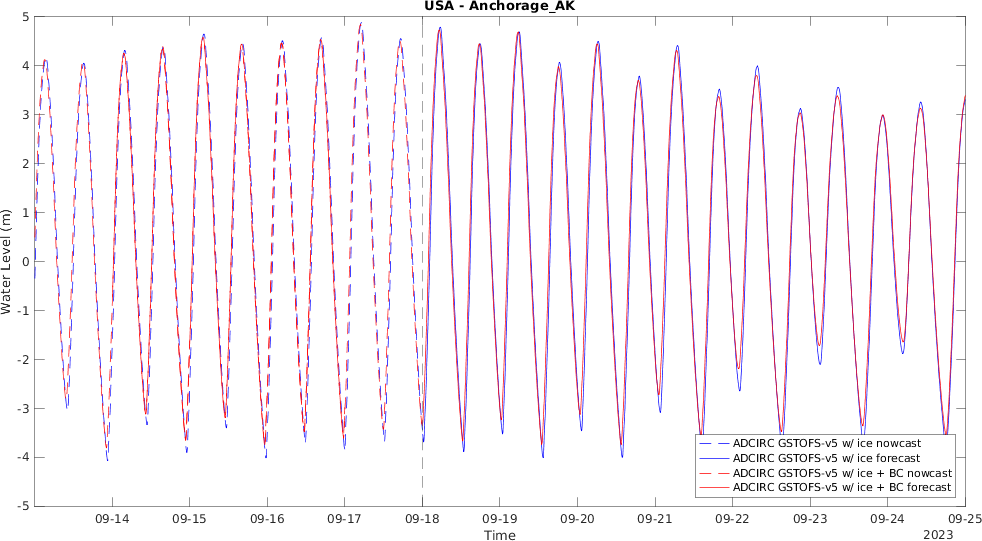 USA - Anchorage_AK
5
4
3
2
1
0
-1
-2
-3
-4
-5
Water Level (m)
ADCIRC GSTOFS-v5 w/ ice nowcast
ADCIRC GSTOFS-v5 w/ ice forecast
ADCIRC GSTOFS-v5 w/ ice + BC nowcast
ADCIRC GSTOFS-v5 w/ ice + BC forecast
09-14 09-15 09-16 09-17 09-18 09-19 09-20 09-21 09-22 09-23 09-24 09-25
Time
2023